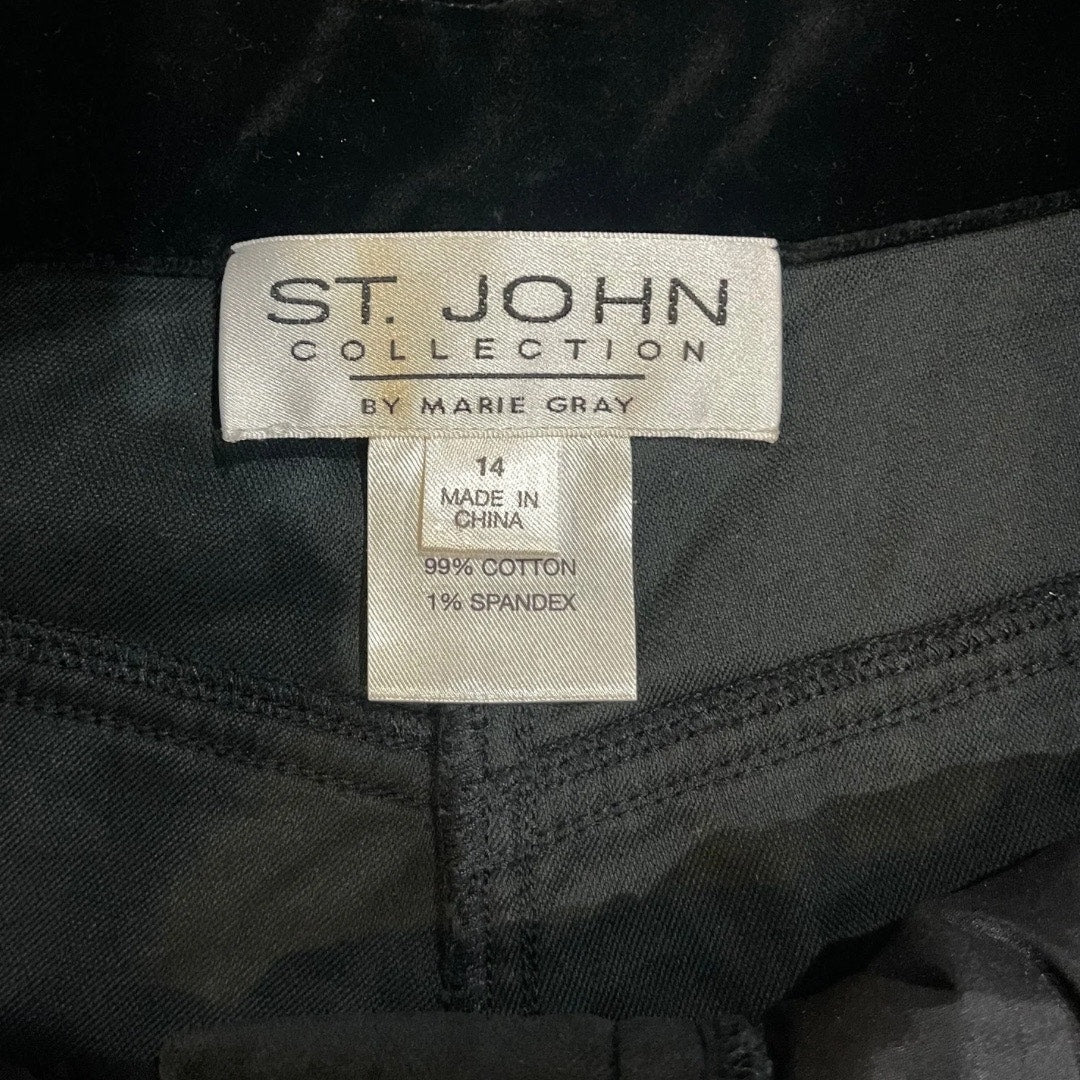 ST. JOHN
COLLECTION
BY MARIE GRAY
14
MADE IN
CHINA
99% COTTON
1% SPANDEX